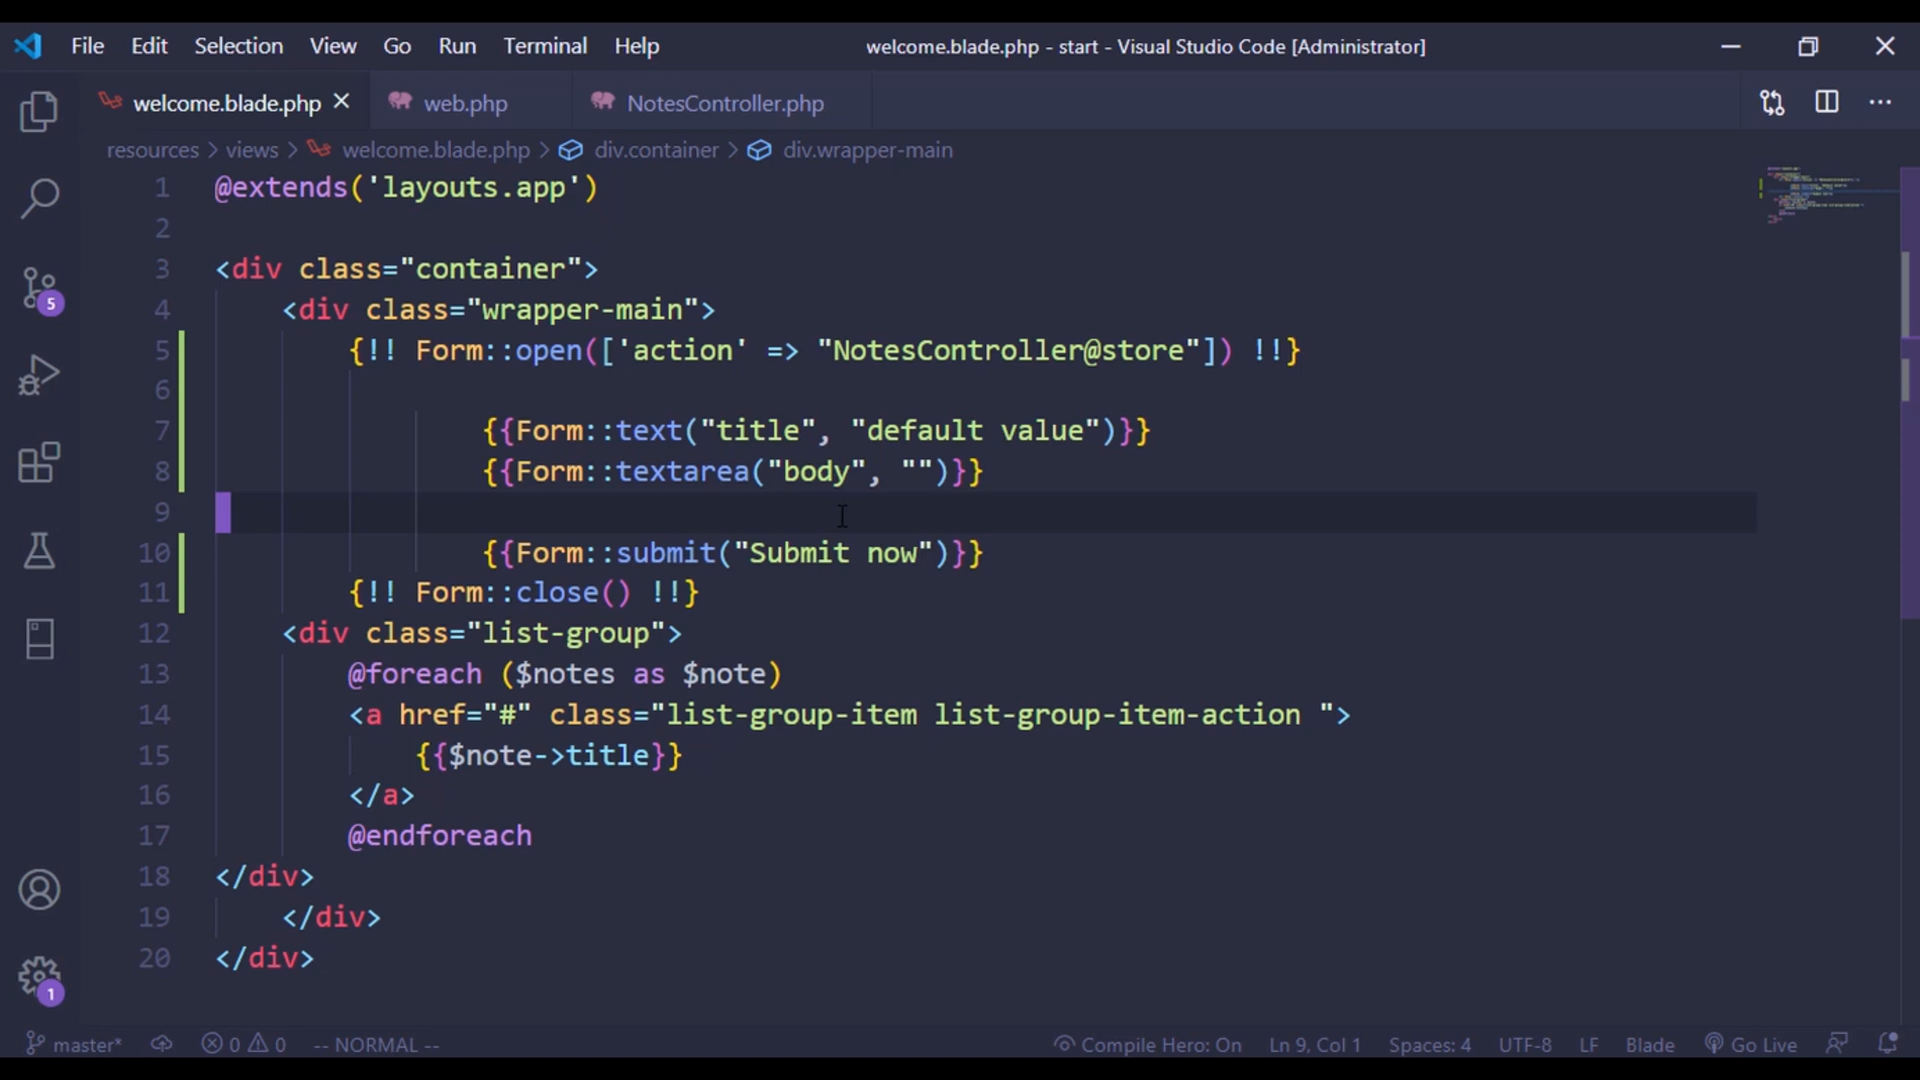 File Edit Selection View Go Run Terminal Help welcome.blade.php - start - Visual Studio Code [Administrator]
welcome.blade.php web.php NotesController.php
resources > views > welcome.blade.php > div.container > div.wrapper-main
1 @extends('layouts.app')
2
3 <div class="container">
4 <div class="wrapper-main">
5 {!! Form::open(['action' => "NotesController@store"]) !!}
6
7 {{Form::text("title", "default value")}}
8 {{Form::textarea("body", "")}}
9
10 {{Form::submit("Submit now")}}
11 {!! Form::close() !!}
12 <div class="list-group">
13 @foreach ($notes as $note)
14 <a href="#" class="list-group-item list-group-item-action ">
15 {{$note->title}}
16 </a>
17 @endforeach
18 </div>
19 </div>
20 </div>
5
1
master* 0 0 -- NORMAL -- Compile Hero: On Ln 9, Col 1 Spaces: 4 UTF-8 LF Blade Go Live